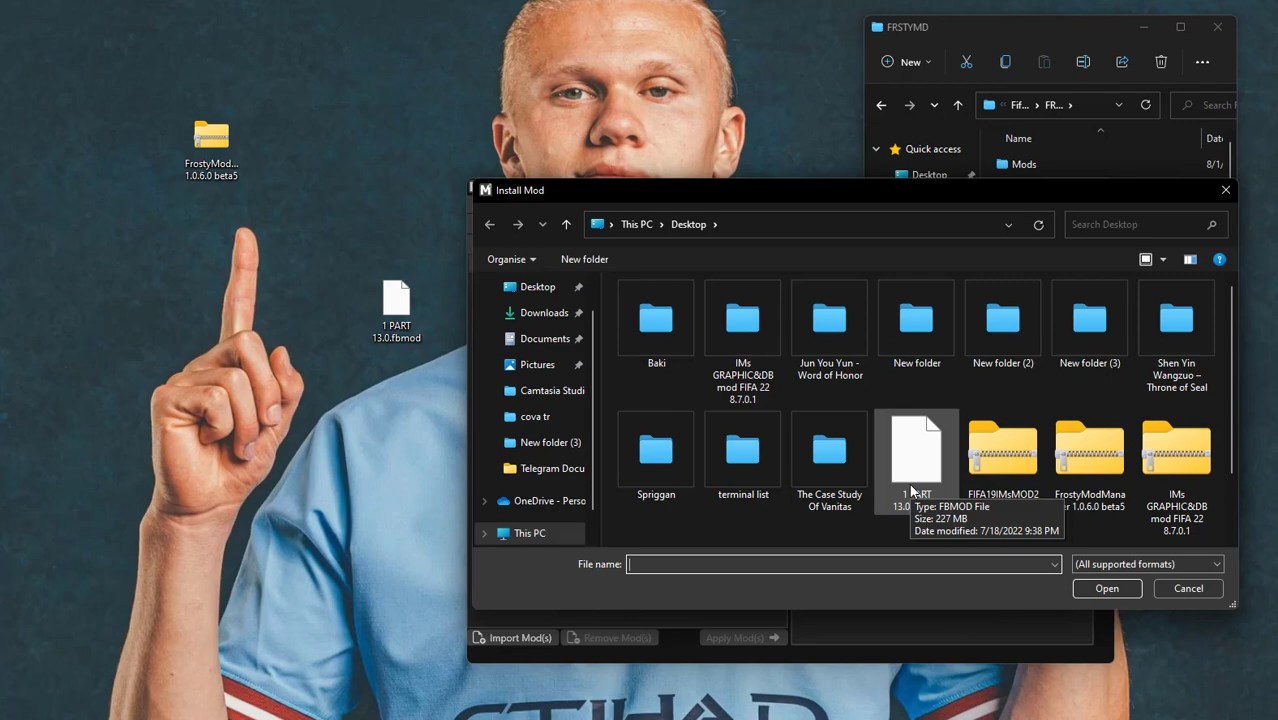 FRSTYMD
New
Fif...
FR...
Search
Name
Date
Quick access
Mods
8/1/
Desktop
FrostyMod...
1.0.6.0 beta5
1 PART
13.0.fbmod
Install Mod
This PC
Desktop
Search Desktop
Organise
New folder
Desktop
Downloads
Documents
Pictures
Camtasia Studi
cova tr
New folder (3)
Telegram Docu
OneDrive - Perso
This PC
Baki
IMs
GRAPHIC&DB
mod FIFA 22
8.7.0.1
Jun You Yun -
Word of Honor
New folder
New folder (2)
New folder (3)
Shen Yin
Wangzuo –
Throne of Seal
Spriggan
terminal list
The Case Study
Of Vanitas
1 PART
13.0
FIFA19IMsMOD2
FrostyModMana
er 1.0.6.0 beta5
IMs
GRAPHIC&DB
mod FIFA 22
8.7.0.1
Type: FBMOD File
Size: 227 MB
Date modified: 7/18/2022 9:38 PM
File name:
(All supported formats)
Open
Cancel
Import Mod(s)
Remove Mod(s)
Apply Mod(s)
ETIHAD